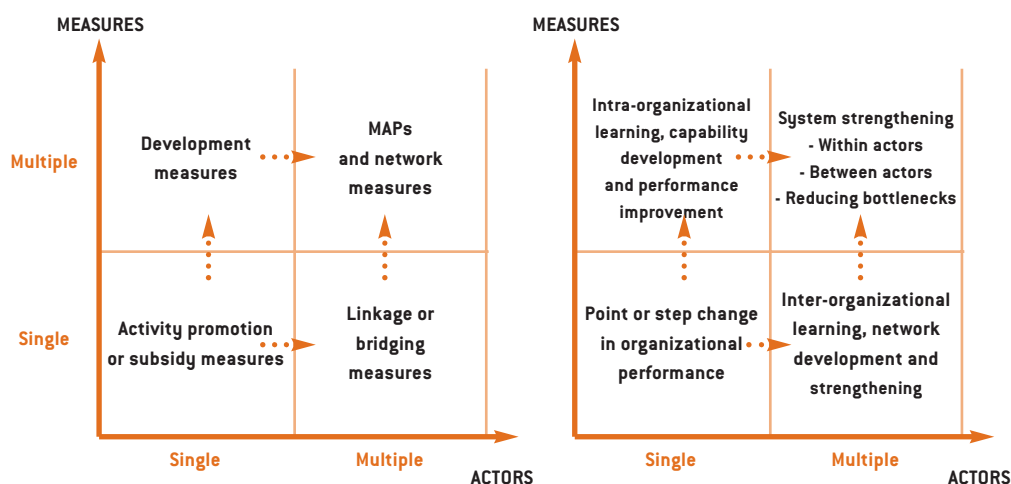 MEASURES
Multiple
Single
Development
measures
MAPs
and network
measures
Activity promotion
or subsidy measures
Linkage or
bridging
measures
Single
Multiple
ACTORS
MEASURES
Intra-organizational
learning, capability
development
and performance
improvement
System strengthening
- Within actors
- Between actors
- Reducing bottlenecks
Point or step change
in organizational
performance
Inter-organizational
learning, network
development and
strengthening
Single
Multiple
ACTORS